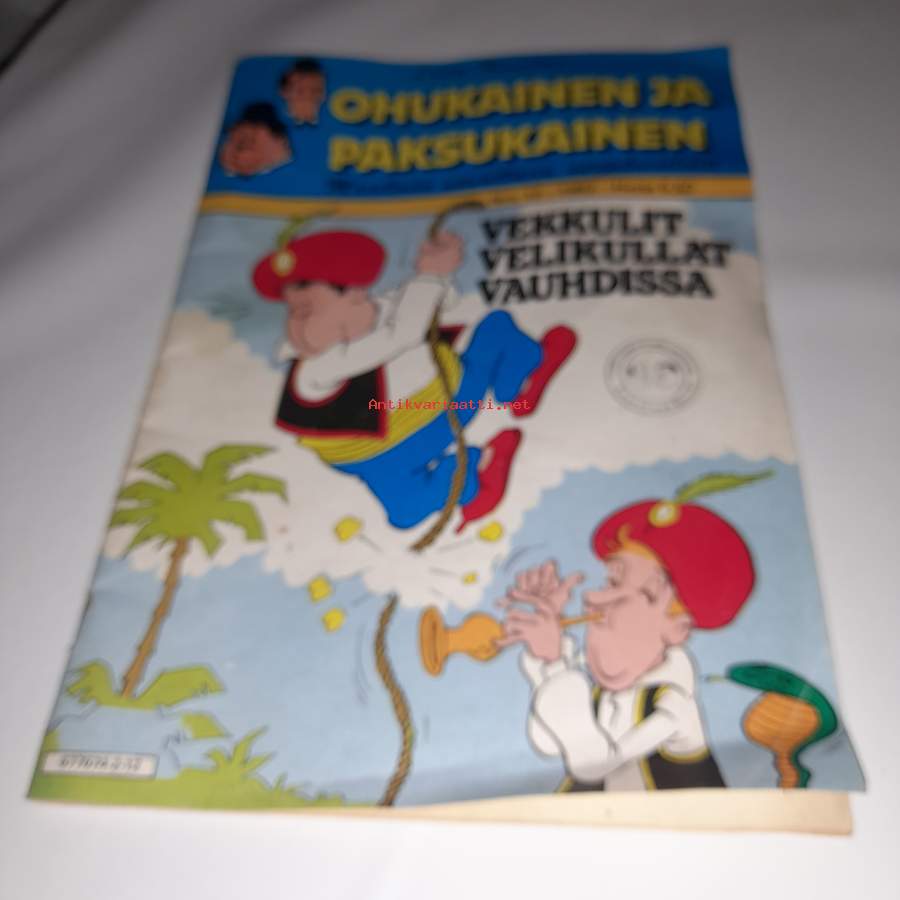 OHUKAINEN JA
PAKSUKAINEN
VEKKULIT
VELIKULLAT
VAUHDISSA
Antikvartaatti.net